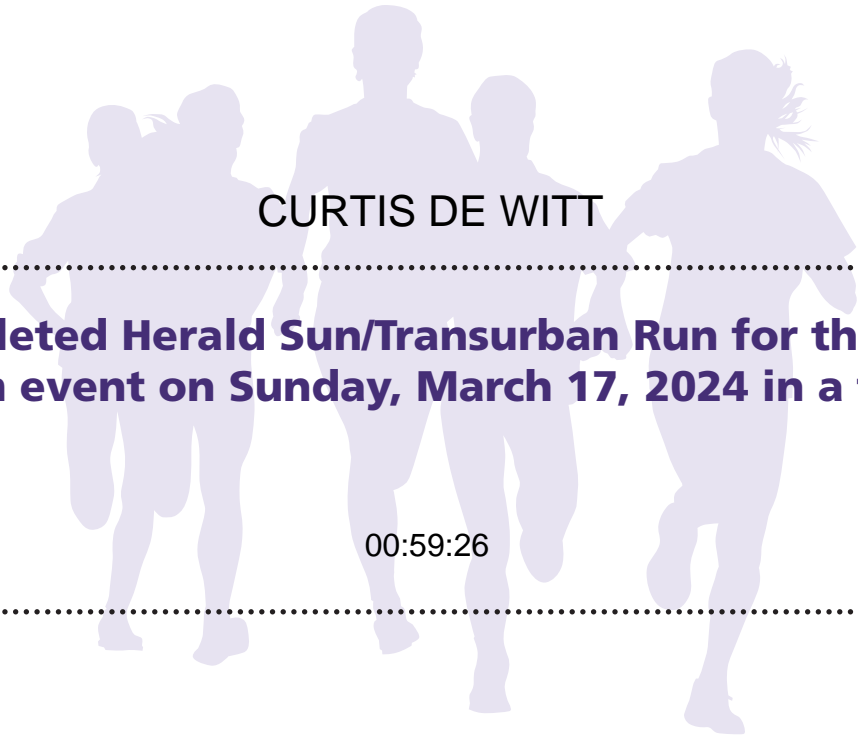 CURTIS DE WITT
leted Herald Sun/Transurban Run for th
event on Sunday, March 17, 2024 in a
00:59:26